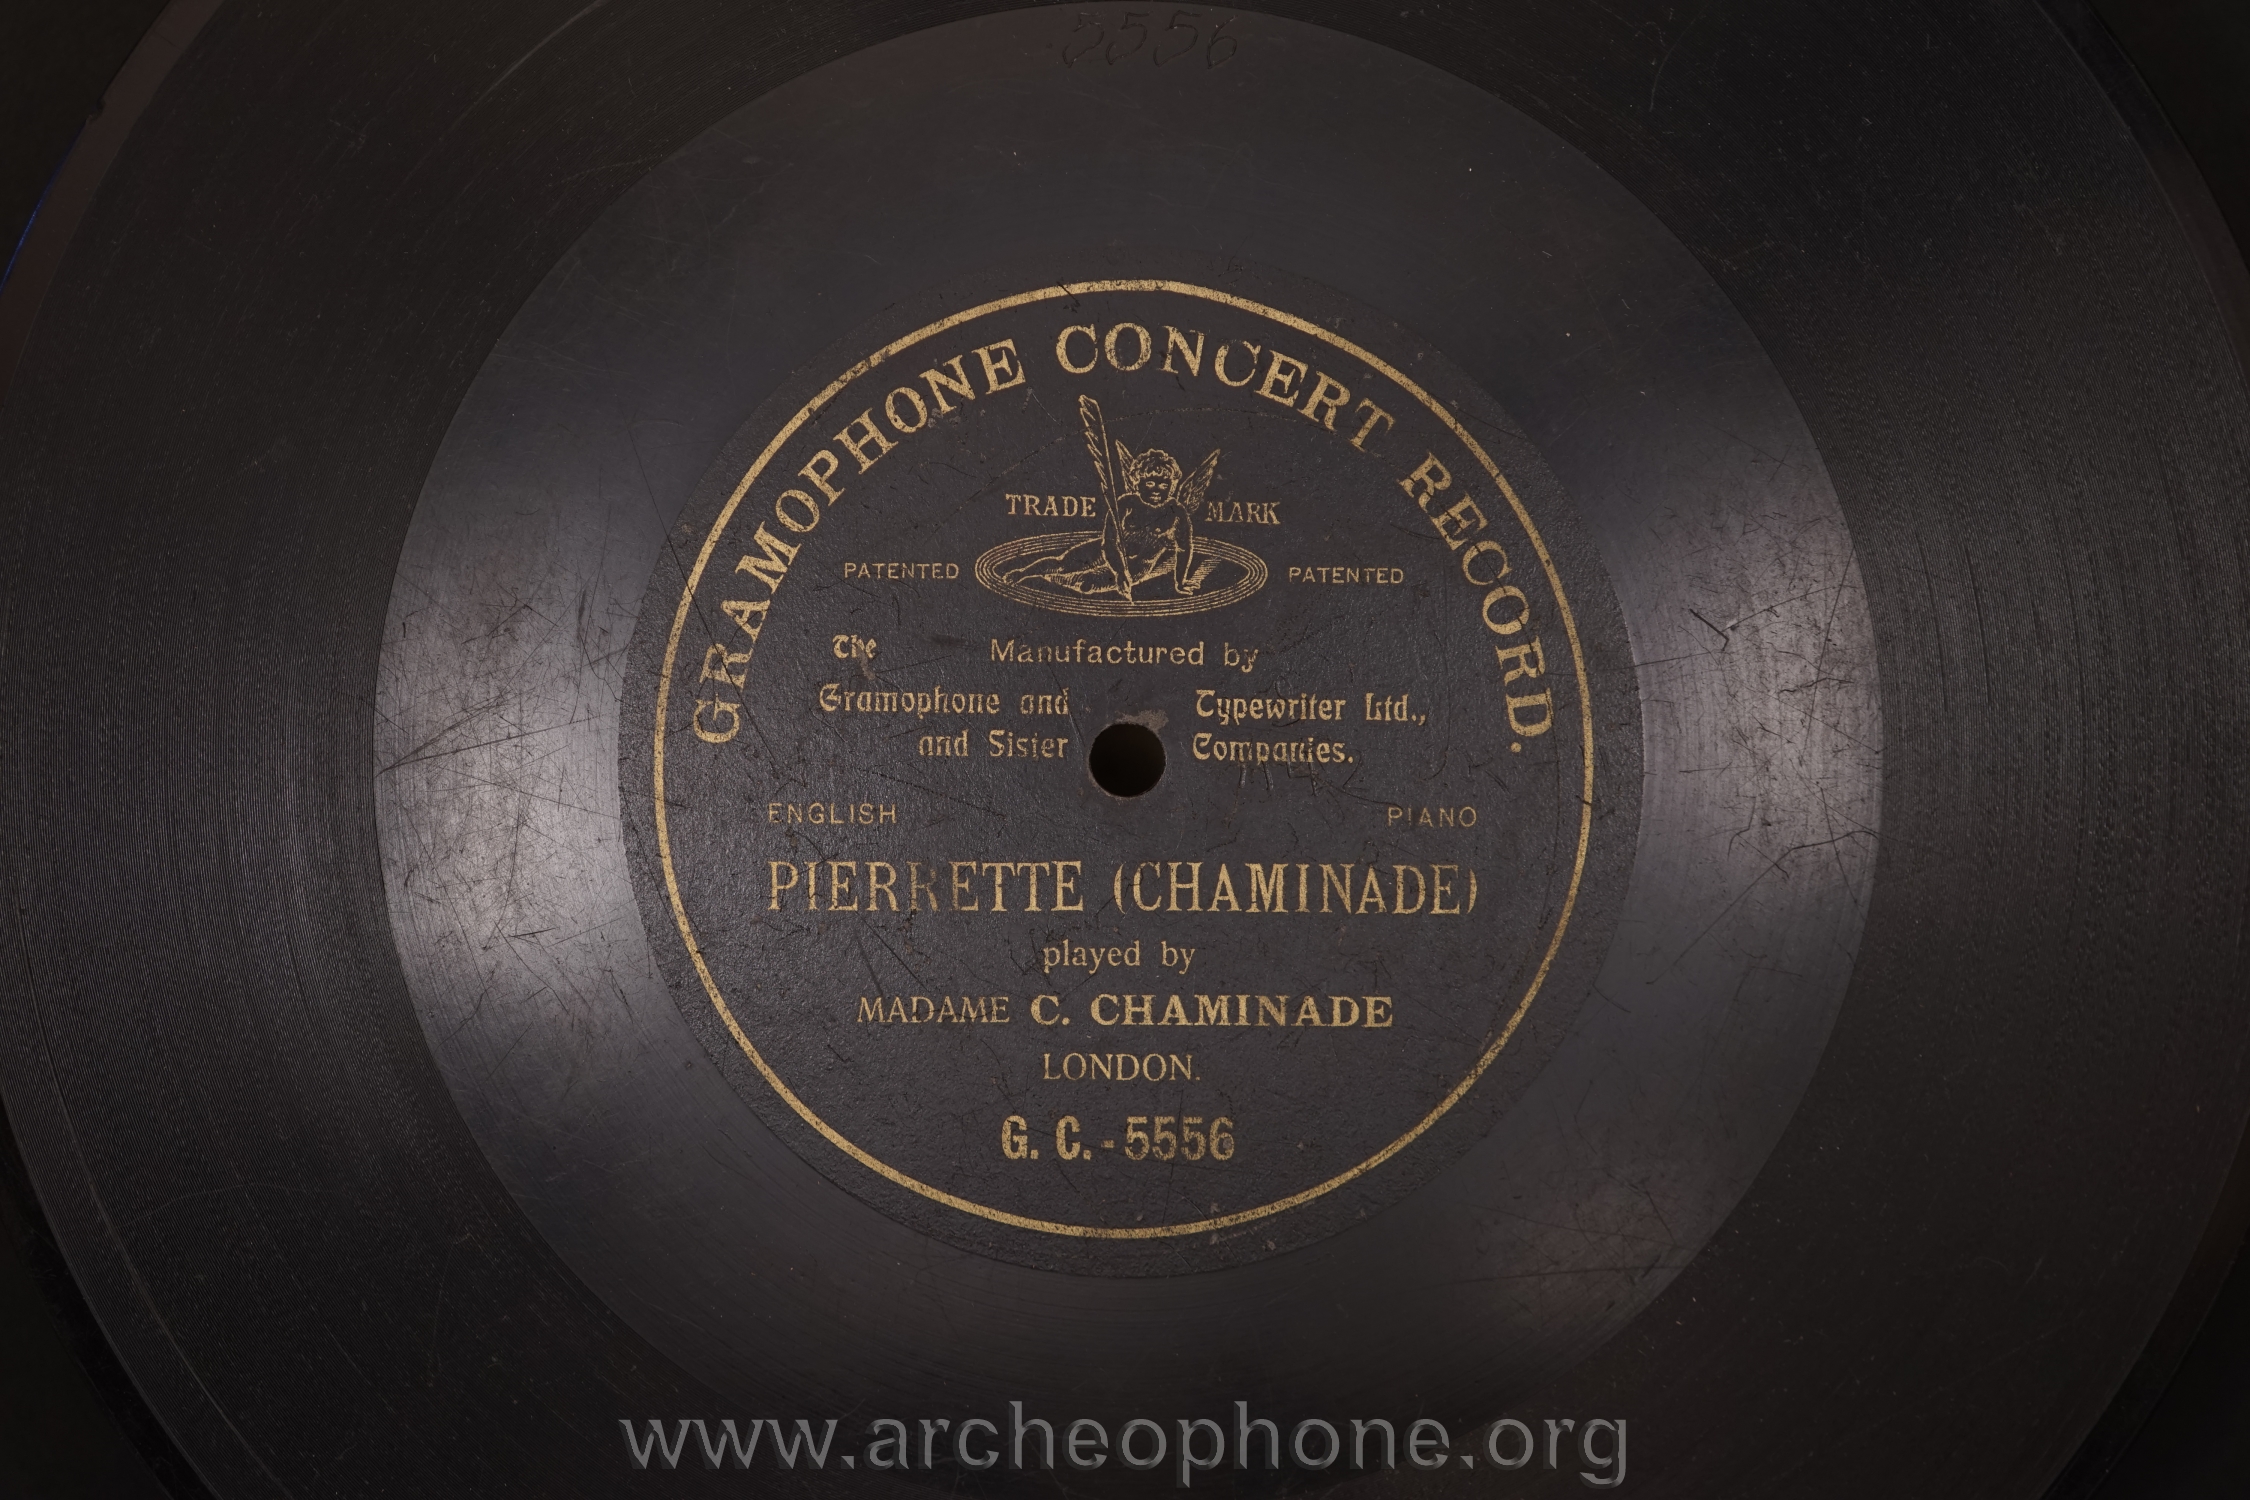 5556
GRAMOPHONE CONCERT RECORD.
TRADE MARK
PATENTED PATENTED
The Manufactured by
Gramophone and Typewriter Ltd.,
and Sister Companies.
ENGLISH PIANO
PIERRETTE (CHAMINADE)
played by
MADAME C. CHAMINADE
LONDON.
G. C.-5556
www.archeophone.org